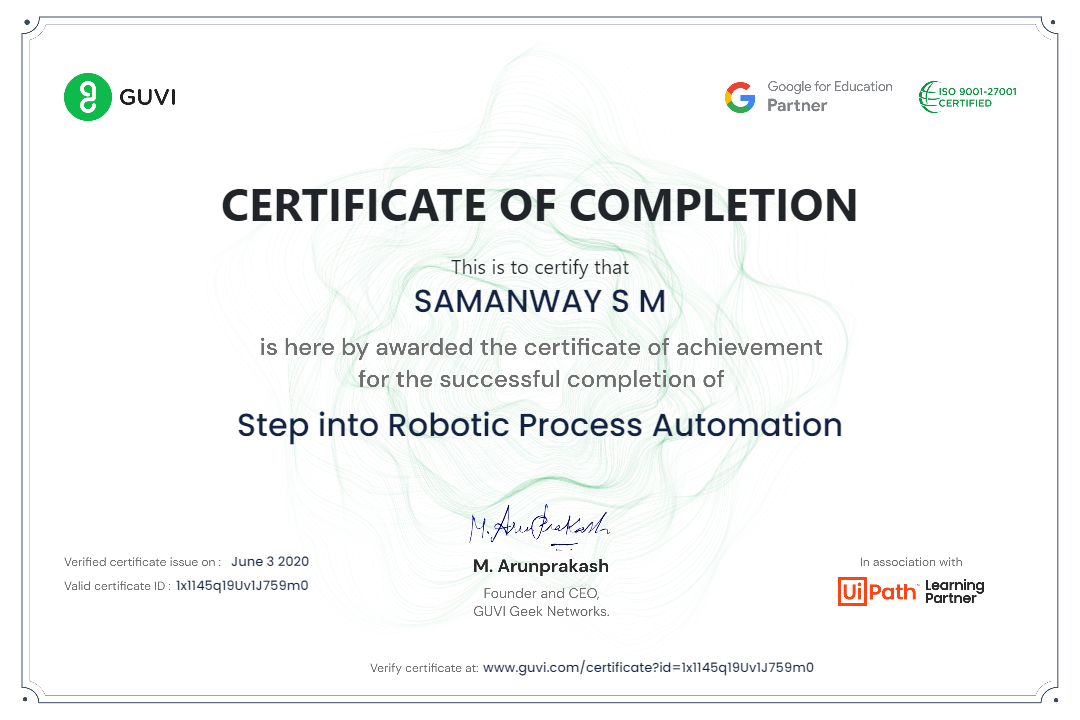 GUVI
Google for Education
Partner
ISO 9001-27001
CERTIFIED
CERTIFICATE OF COMPLETION
This is to certify that
SAMANWAY S M
is here by awarded the certificate of achievement
for the successful completion of
Step into Robotic Process Automation
M. Arunprakash
M. Arunprakash
Founder and CEO,
GUVI Geek Networks.
Verified certificate issue on : June 3 2020
Valid certificate ID : 1x1145q19Uv1J759m0
In association with
UiPath™ Learning
Partner
Verify certificate at: www.guvi.com/certificate?id=1x1145q19Uv1J759m0